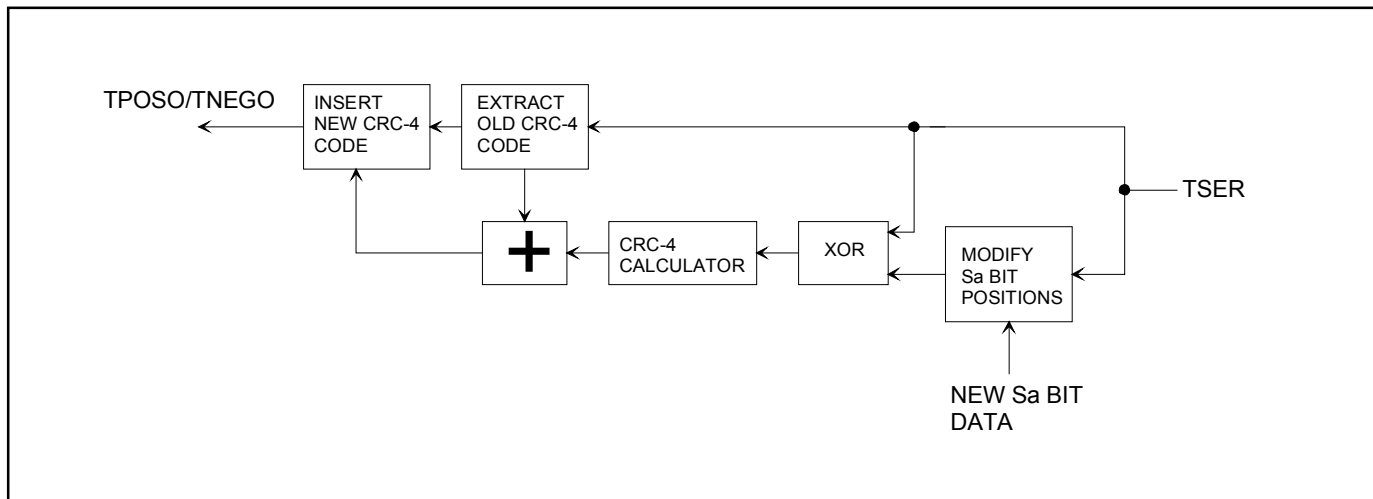 TPOSO/TNEGO
INSERT
NEW CRC-4
CODE
EXTRACT
OLD CRC-4
CODE
TSER
+
CRC-4
CALCULATOR
XOR
MODIFY
Sa BIT
POSITIONS
NEW Sa BIT
DATA